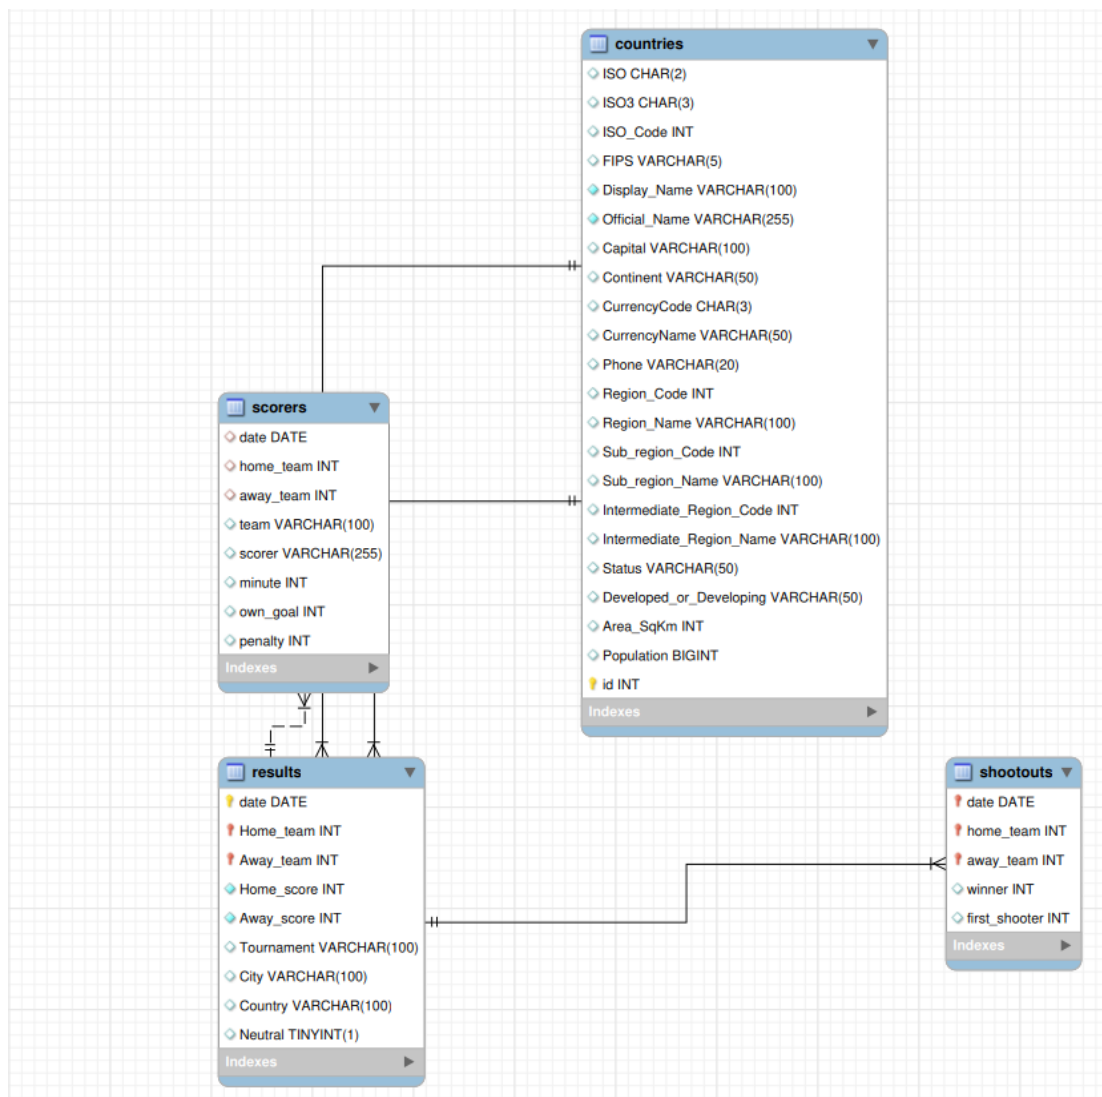 countries
ISO CHAR(2)
ISO3 CHAR(3)
ISO_Code INT
FIPS VARCHAR(5)
Display_Name VARCHAR(100)
Official_Name VARCHAR(255)
Capital VARCHAR(100)
Continent VARCHAR(50)
CurrencyCode CHAR(3)
CurrencyName VARCHAR(50)
Phone VARCHAR(20)
Region_Code INT
Region_Name VARCHAR(100)
Sub_region_Code INT
Sub_region_Name VARCHAR(100)
Intermediate_Region_Code INT
Intermediate_Region_Name VARCHAR(100)
Status VARCHAR(50)
Developed_or_Developing VARCHAR(50)
Area_SqKm INT
Population BIGINT
id INT
Indexes
scorers
date DATE
home_team INT
away_team INT
team VARCHAR(100)
scorer VARCHAR(255)
minute INT
own_goal INT
penalty INT
Indexes
results
date DATE
Home_team INT
Away_team INT
Home_score INT
Away_score INT
Tournament VARCHAR(100)
City VARCHAR(100)
Country VARCHAR(100)
Neutral TINYINT(1)
Indexes
shootouts
date DATE
home_team INT
away_team INT
winner INT
first_shooter INT
Indexes